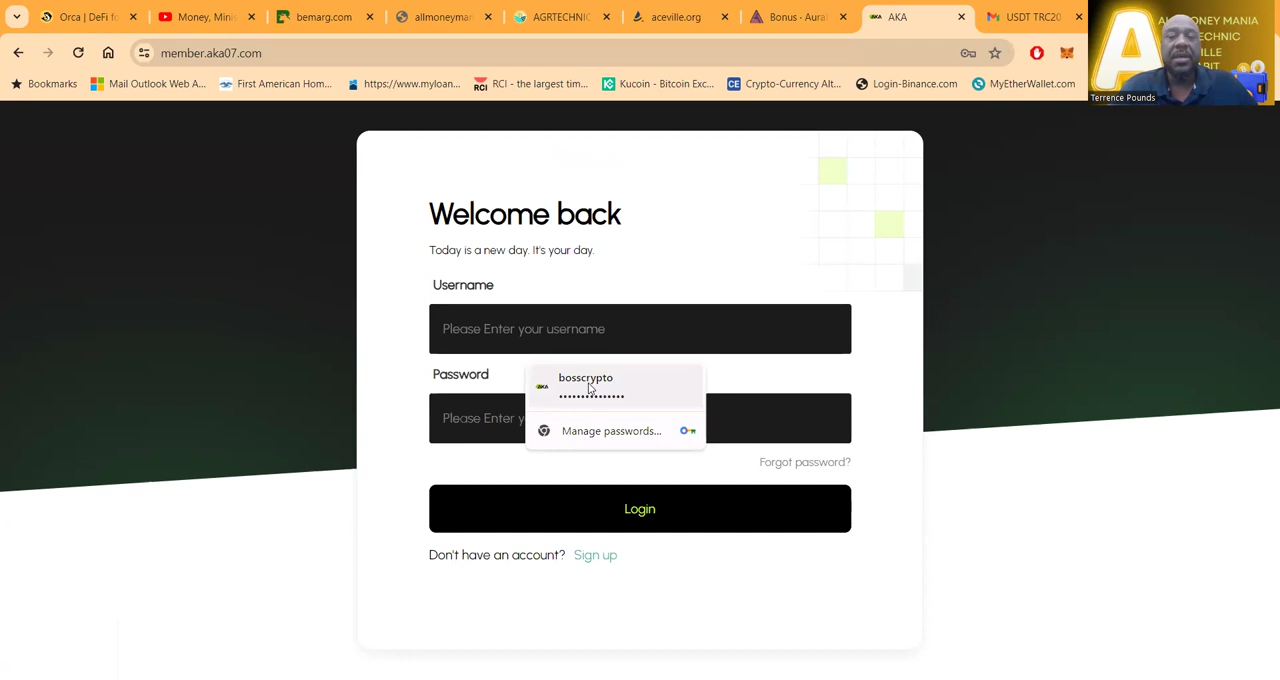 Orca | DeFi fo
Money, Minin
bemarg.com
allmoneyman
AGRTECHNIC
aceville.org
Bonus - Aural
AKA
USDT TRC20
member.aka07.com
Bookmarks
Mail Outlook Web A...
First American Hom...
https://www.myloan...
RCI - the largest tim...
Kucoin - Bitcoin Exc...
Crypto-Currency Alt...
Login-Binance.com
MyEtherWallet.com
Terrence Pounds
Welcome back
Today is a new day. It's your day.
Username
Please Enter your username
Password
bosscrypto
••••••••••••••
Please Enter y
Manage passwords...
Forgot password?
Login
Don't have an account? Sign up